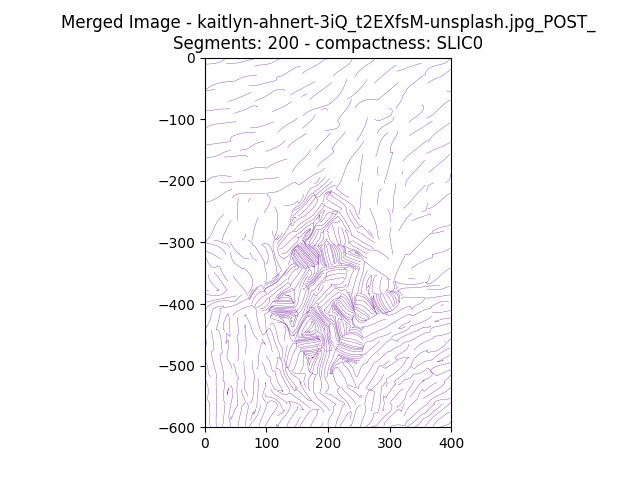 Merged Image - kaitlyn-ahnert-3iQ_t2EXfsM-unsplash.jpg_POST_
Segments: 200 - compactness: SLIC0
0
−100
−200
−300
−400
−500
−600
0 100 200 300 400